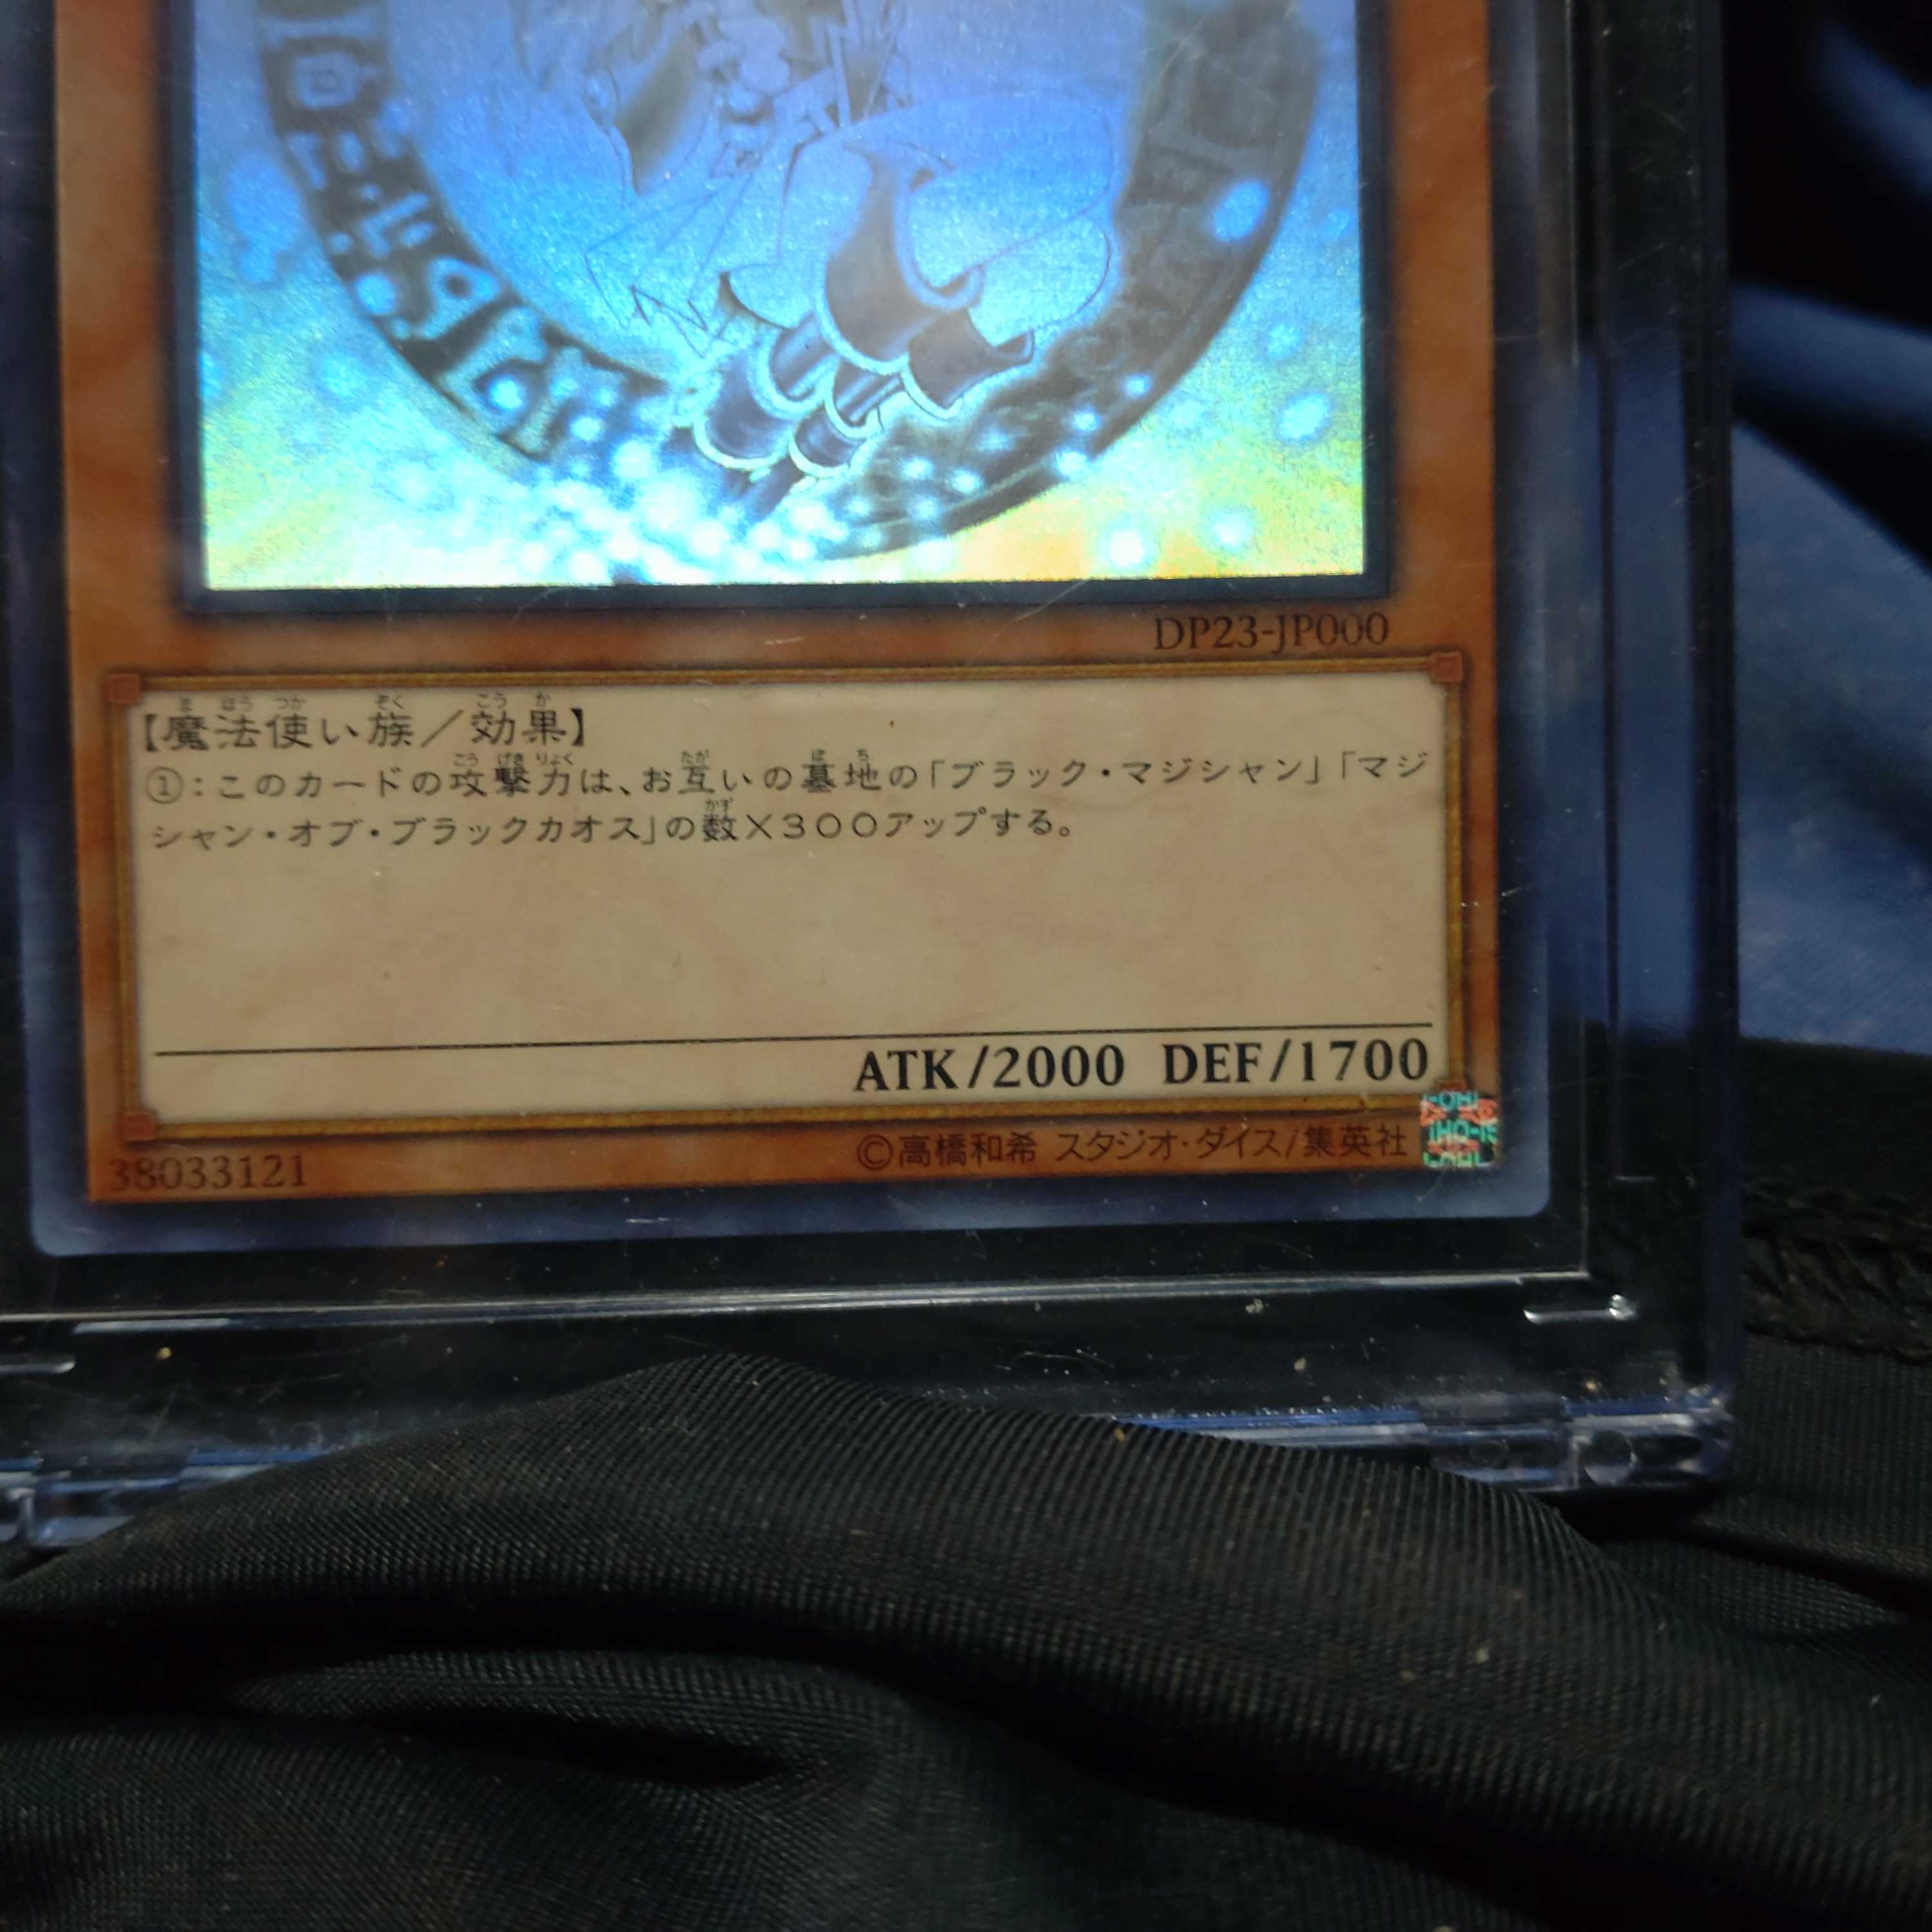 DP23-JP000
【魔法使い族／効果】
①：このカードの攻撃力は、お互いの墓地の「ブラック・マジシャン」「マジ
シャン・オブ・ブラックカオス」の数×３００アップする。
ATK/2000 DEF/1700
38033121 ©高橋和希 スタジオ・ダイス/集英社